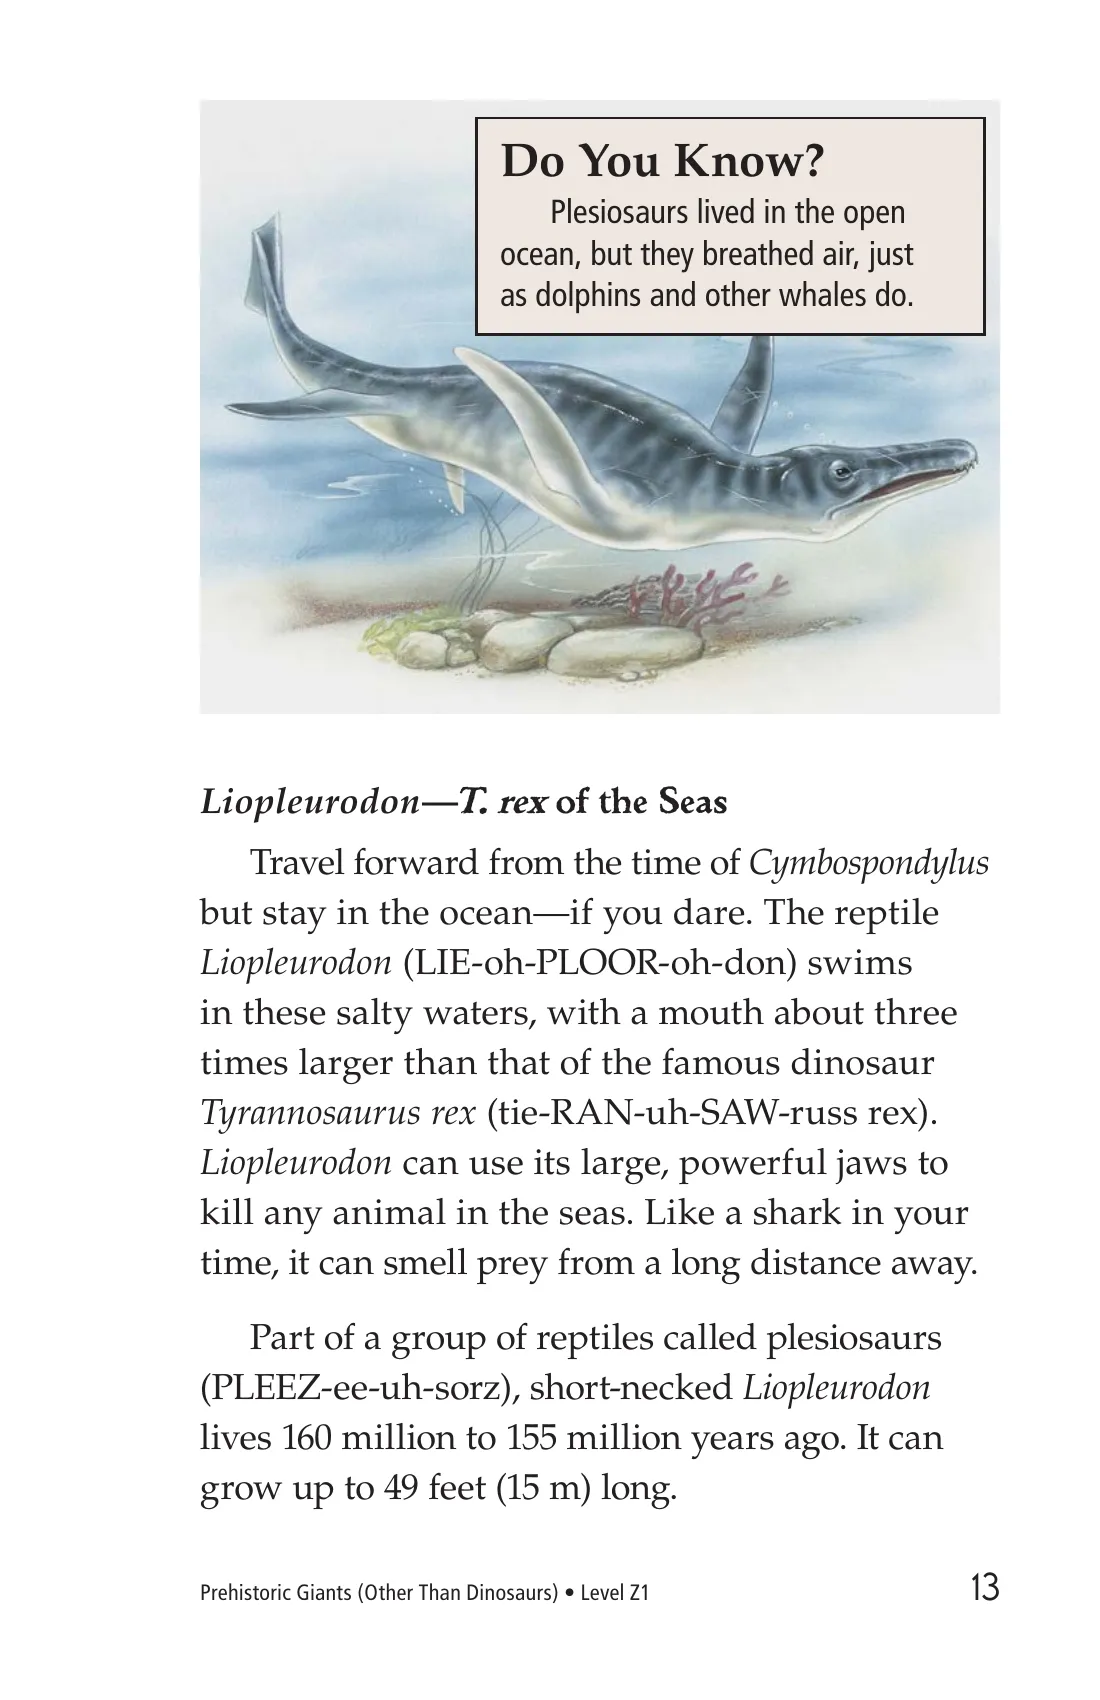 Do You Know?
Plesiosaurs lived in the open
ocean, but they breathed air, just
as dolphins and other whales do.
Liopleurodon—T. rex of the Seas
Travel forward from the time of Cymbospondylus
but stay in the ocean—if you dare. The reptile
Liopleurodon (LIE-oh-PLOOR-oh-don) swims
in these salty waters, with a mouth about three
times larger than that of the famous dinosaur
Tyrannosaurus rex (tie-RAN-uh-SAW-russ rex).
Liopleurodon can use its large, powerful jaws to
kill any animal in the seas. Like a shark in your
time, it can smell prey from a long distance away.
Part of a group of reptiles called plesiosaurs
(PLEEZ-ee-uh-sorz), short-necked Liopleurodon
lives 160 million to 155 million years ago. It can
grow up to 49 feet (15 m) long.
Prehistoric Giants (Other Than Dinosaurs) • Level Z1 13